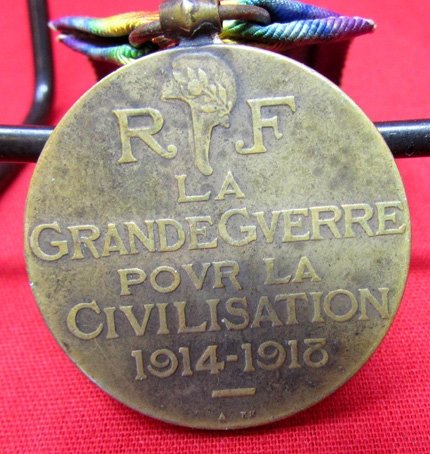 R F
LA
GRANDE GVERRE
POVR LA
CIVILISATION
1914-1918